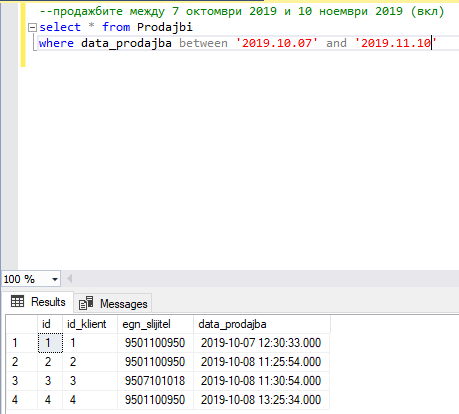 --продажбите между 7 октомври 2019 и 10 ноември 2019 (вкл)
select * from Prodajbi
where data_prodajba between '2019.10.07' and '2019.11.10'
100 %
Results Messages
id id_klient egn_slijitel data_prodajba
1 1 1 9501100950 2019-10-07 12:30:33.000
2 2 2 9501100950 2019-10-08 11:25:54.000
3 3 3 9507101018 2019-10-08 11:30:54.000
4 4 4 9501100950 2019-10-08 13:25:34.000